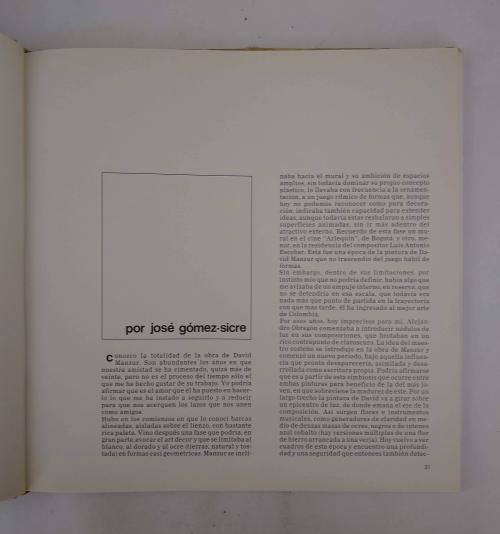 por josé gómez-sicre
Conozco la totalidad de la obra de David
Manzur. Son abundantes los años en que
nuestra amistad se ha cimentado, quizá más de
veinte, pero no es el proceso del tiempo sólo el
que me ha hecho gustar de su trabajo. Yo podría
afirmar que es el amor que él ha puesto en hacer-
lo lo que me ha instado a seguirlo y a reducir
para que nos acerquen los lazos que nos unen
como amigos.
Hubo en los comienzos en que lo conocí barcas
alineadas, aisladas sobre el lienzo, con bastante
rica paleta. Vino después una fase que podría, en
gran parte, evocar el art decor y que se limitaba al
blanco, al dorado y al ocre (tierras, natural y tos-
tada) en formas casi geométricas. Manzur se incli-
naba hacia el mural y su ambición de espacios
amplios, sin todavía dominar su propio concepto
plástico, lo llevaba con frecuencia a la ornamen-
tación, a un juego rítmico de formas que, aunque
hoy no podemos reconocer como pura decora-
ción, indicaba también capacidad para extender
ideas, aunque todavía éstas resbalaran a simples
superficies animadas, sin ir más adentro del
atractivo externo. Recuerdo de esta fase un mu-
ral en el cine "Arlequín", de Bogotá, y otro, me-
nor, en la residencia del compositor Luis Antonio
Escobar. Esta fue una época de la pintura de Da-
vid Manzur que no trascendió del juego hábil de
formas.
Sin embargo, dentro de sus limitaciones, por
instinto mío que no podría definir, había algo que
me avisaba de un empuje interno, en reserva, que
no se detendría en esa escala, que todavía era
nada más que punto de partida en la trayectoria
con que más tarde, él ha ingresado al mejor arte
de Colombia.
Por esos años, hoy imprecisos para mí, Alejan-
dro Obregón comenzaba a introducir nódulos de
luz en sus composiciones, que brotaban en un
rico contrapunto de claroscuro. La idea del maes-
tro costeño se introdujo en la obra de Manzur y
comenzó un nuevo período, bajo aquella influen-
cia que pronto desaparecería, asimilada y desa-
rrollada como escritura propia. Podría afirmarse
que es a partir de esta simbiosis que ocurre entre
ambas pinturas para beneficio de la del más jo-
ven, en que sobreviene la madurez de éste. Por un
largo trecho la pintura de David va a girar sobre
un epicentro de luz, de donde emana el eje de la
composición. Así surgen flores e instrumentos
musicales, como generadores de claridad en me-
dio de densas masas de ocres, negros o de intenso
azul cobalto (hay versiones múltiples de una flor
de hierro arrancada a una verja). Hoy vuelvo a ver
cuadros de esta época y encuentro una profundi-
dad y una seguridad que entonces también detec-
21